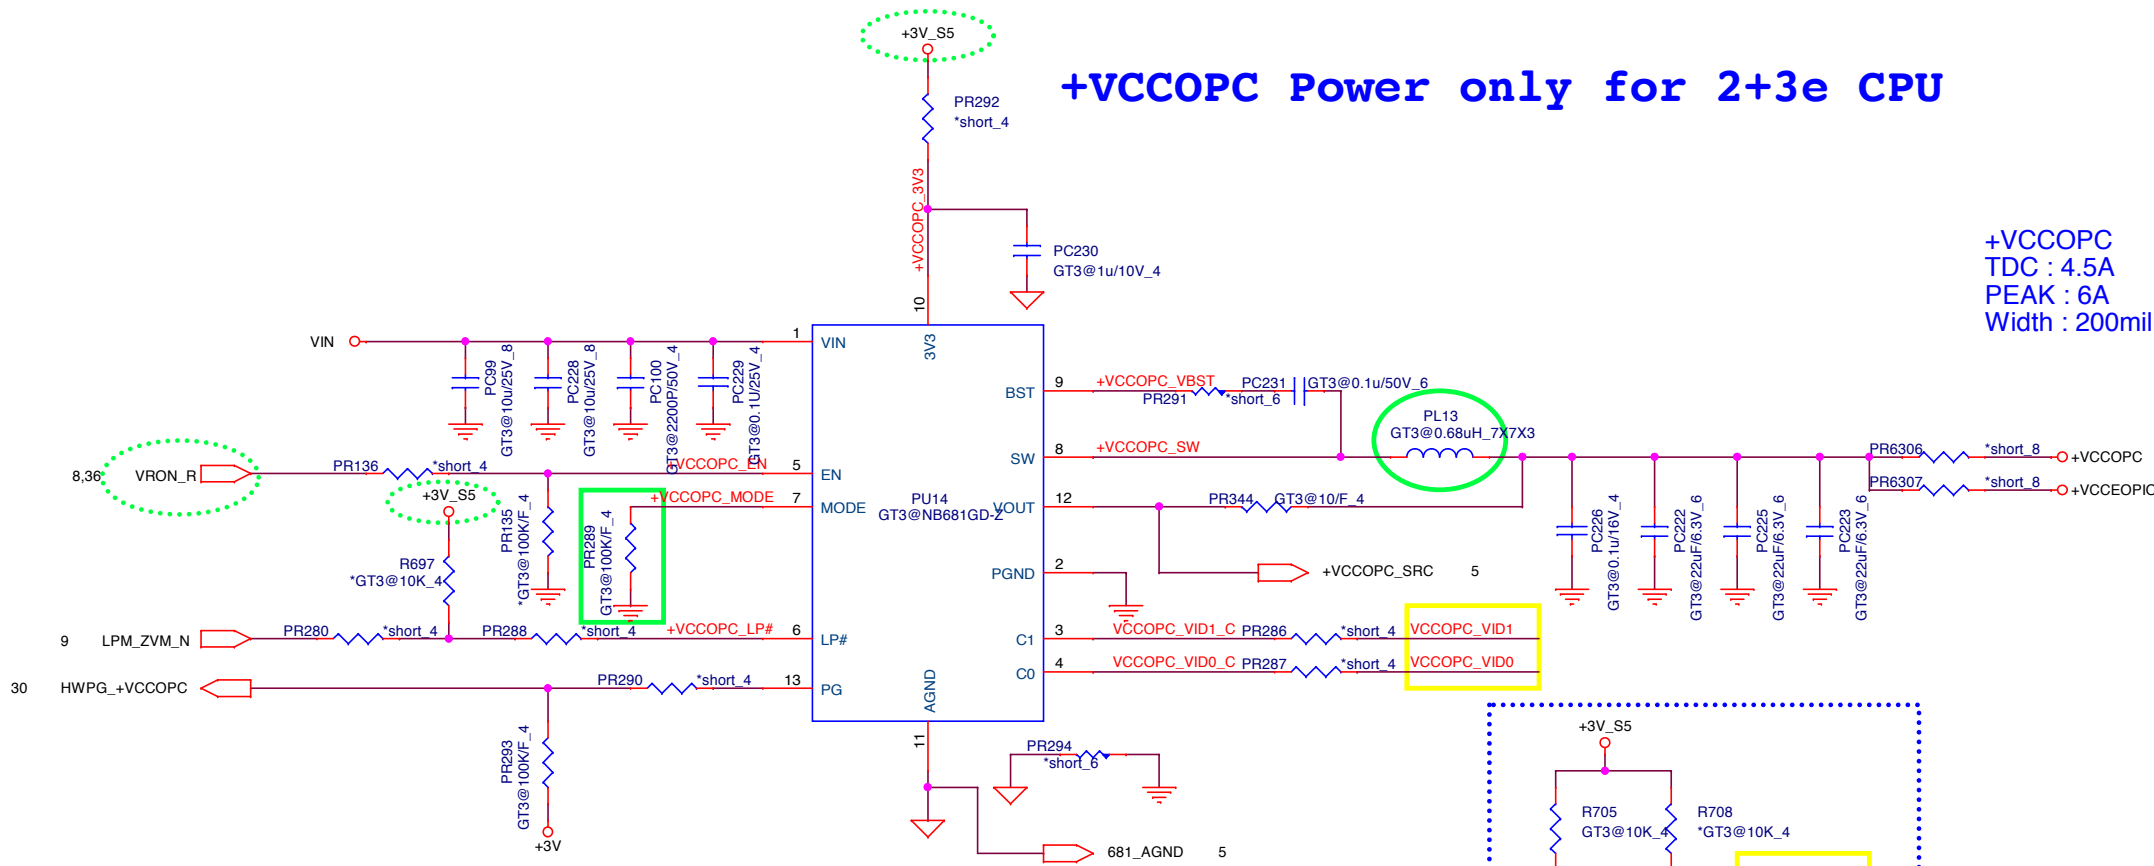 +3V_S5
+VCCOPC Power only for 2+3e CPU
PR292
*short_4
+VCCOPC_3V3
PC230
GT3@1u/10V_4
+VCCOPC
TDC : 4.5A
PEAK : 6A
Width : 200mil
10
3V3
VIN
1
VIN
PC99
GT3@10u/25V_8
PC228
GT3@10u/25V_8
PC100
GT3@2200P/50V_4
PC229
GT3@0.1U/25V_4
BST
9
+VCCOPC_VBST
PR291
*short_6
PC231
GT3@0.1u/50V_6
PL13
GT3@0.68uH_7X7X3
SW
8
+VCCOPC_SW
8,36
VRON_R
PR136
*short_4
+VCCOPC_EN
5
EN
PR6306
*short_8
+VCCOPC
PR6307
*short_8
+VCCEOPIO
+3V_S5
PR135
*GT3@100K/F_4
PR289
GT3@100K/F_4
+VCCOPC_MODE
7
MODE
PU14
GT3@NB681GD-Z
VOUT
12
PR344
GT3@10/F_4
PC226
GT3@0.1u/16V_4
PC222
GT3@22uF/6.3V_6
PC225
GT3@22uF/6.3V_6
PC223
GT3@22uF/6.3V_6
R697
*GT3@10K_4
PGND
2
+VCCOPC_SRC
5
9
LPM_ZVM_N
PR280
*short_4
PR288
*short_4
+VCCOPC_LP#
6
LP#
C1
3
VCCOPC_VID1_C
PR286
*short_4
VCCOPC_VID1
C0
4
VCCOPC_VID0_C
PR287
*short_4
VCCOPC_VID0
30
HWPG_+VCCOPC
PR290
*short_4
13
PG
AGND
11
PR293
GT3@100K/F_4
+3V
PR294
*short_6
681_AGND
5
+3V_S5
R705
GT3@10K_4
R708
*GT3@10K_4